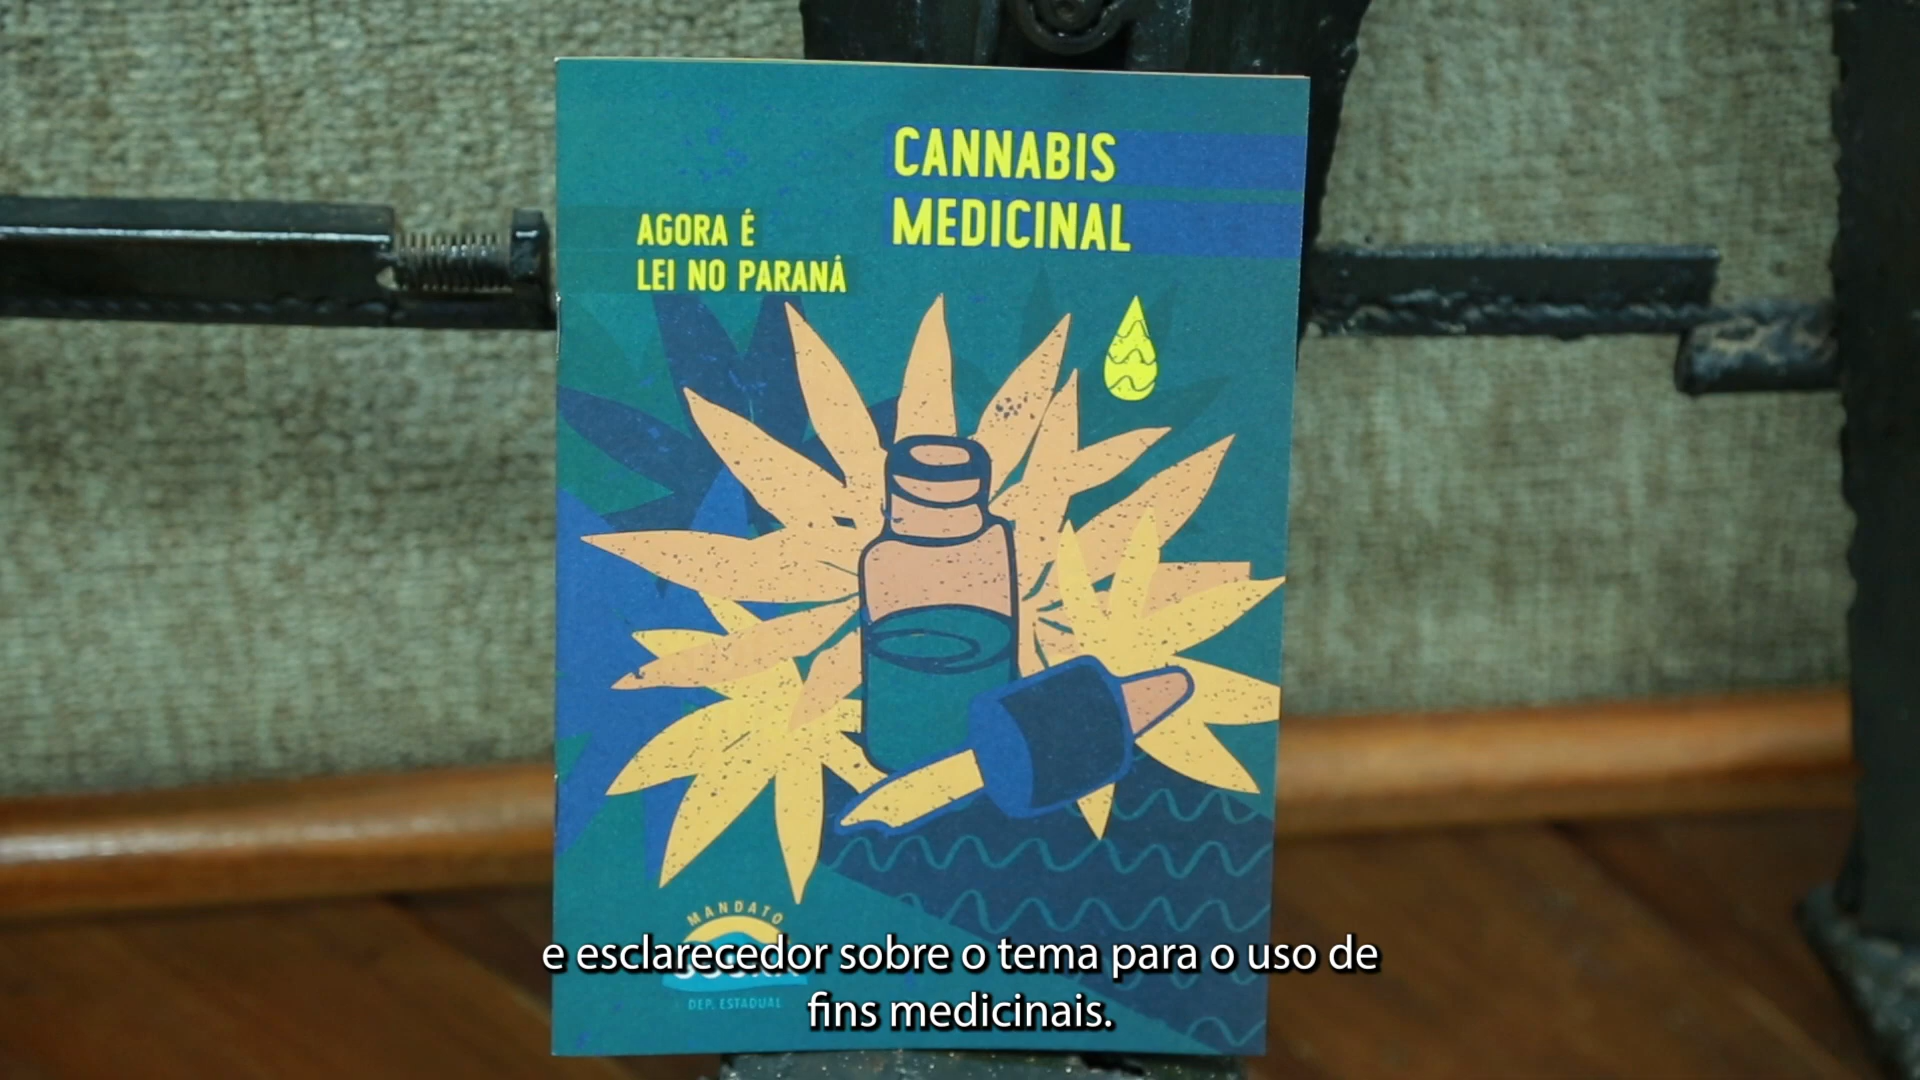 CANNABIS
MEDICINAL
AGORA É
LEI NO PARANÁ
MANDATO
DEP. ESTADUAL
e esclarecedor sobre o tema para o uso de
fins medicinais.